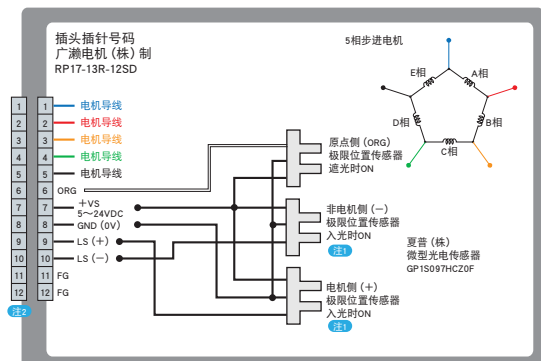 插头插针号码
广濑电机（株）制
RP17-13R-12SD
5相步进电机
E相
A相
D相
B相
C相
1 1 电机导线
2 2 电机导线
3 3 电机导线
4 4 电机导线
5 5 电机导线
6 6 ORG
7 7 ＋VS
5～24VDC
8 8 GND（0V）
9 9 LS（＋）
10 10 LS（－）
11 11 FG
12 12 FG
注2
原点侧（ORG）
极限位置传感器
遮光时ON
非电机侧（－）
极限位置传感器
入光时ON
注1
电机侧（＋）
极限位置传感器
入光时ON
注1
夏普（株）
微型光电传感器
GP1S097HCZ0F